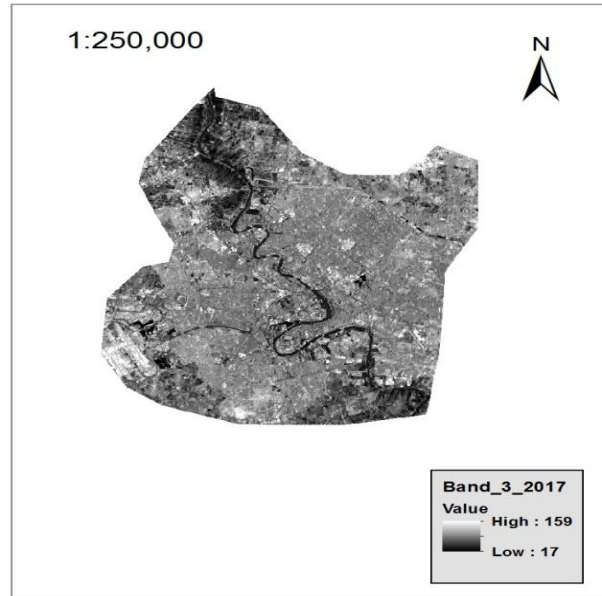 1:250,000
N
Band_3_2017
Value
High : 159
Low : 17